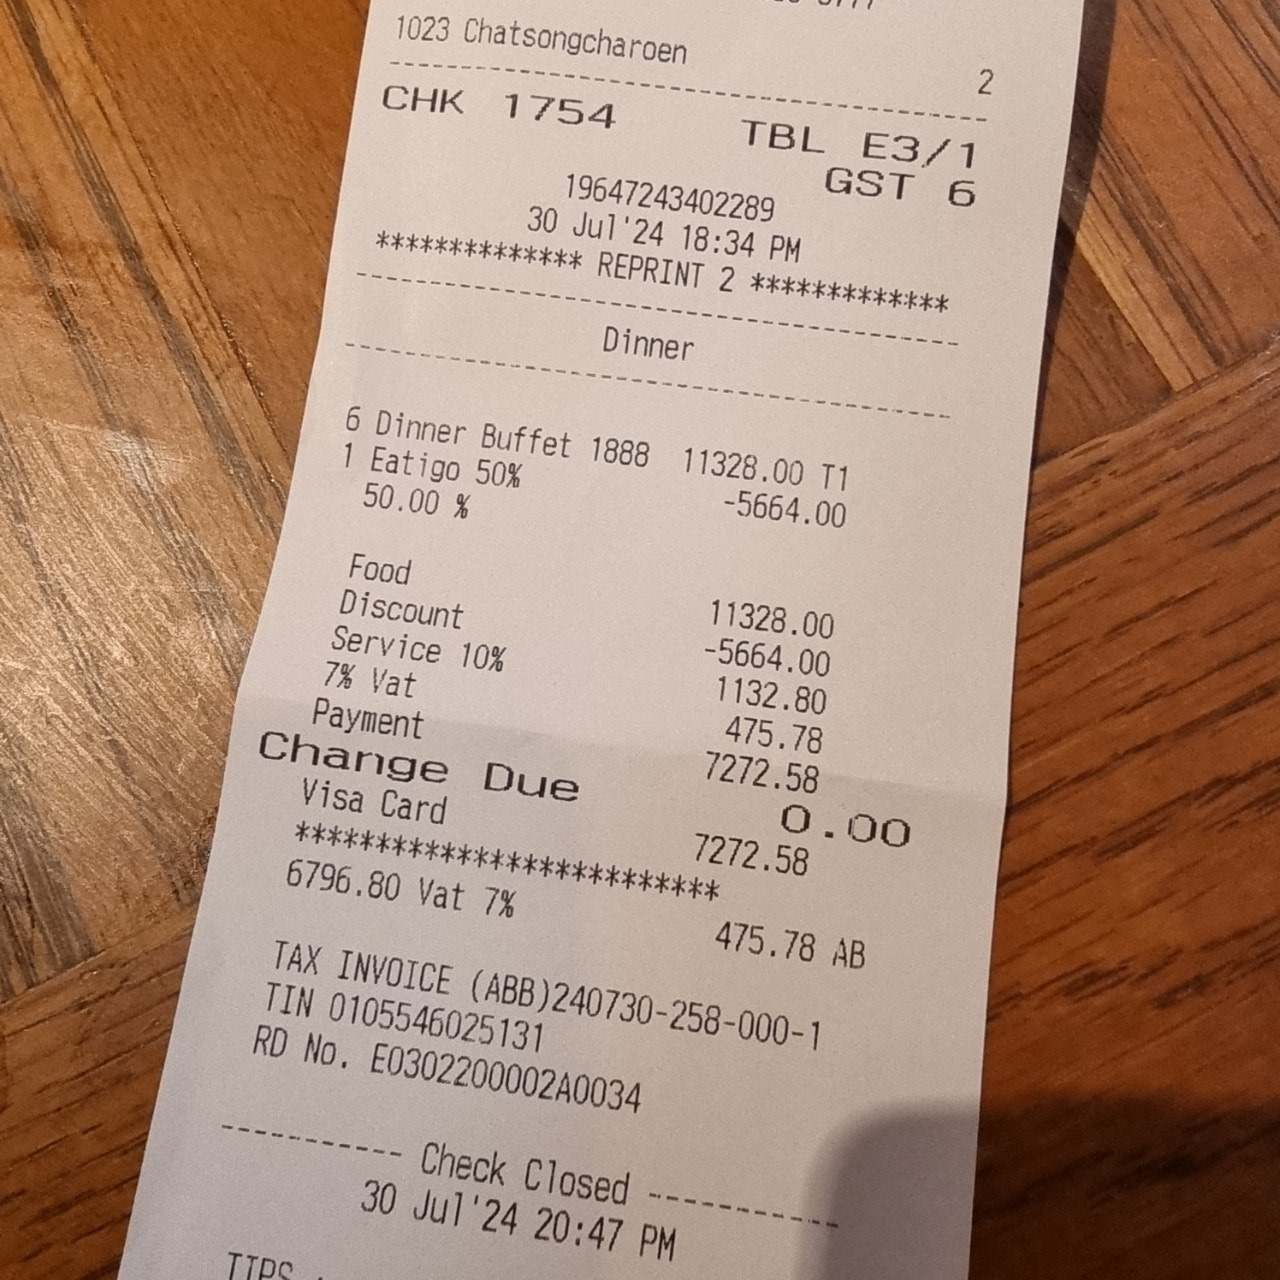 1023 Chatsongcharoen 2
--------------------------------
CHK 1754 TBL E3/1
GST 6
19647243402289
30 Jul'24 18:34 PM
************** REPRINT 2 *************
Dinner
6 Dinner Buffet 1888 11328.00 T1
1 Eatigo 50% -5664.00
50.00 %
Food 11328.00
Discount -5664.00
Service 10% 1132.80
7% Vat 475.78
Payment 7272.58
Change Due 0.00
Visa Card 7272.58
***************************
6796.80 Vat 7% 475.78 AB
TAX INVOICE (ABB)240730-258-000-1
TIN 0105546025131
RD No. E0302200002A0034
---------- Check Closed -----------
30 Jul'24 20:47 PM
TIPS